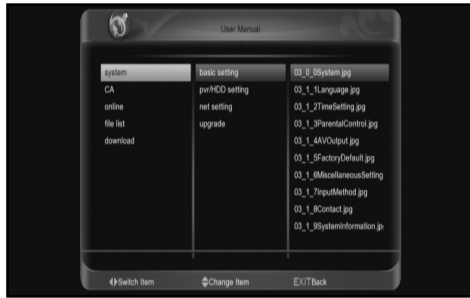 User Manual
system
CA
online
file list
download
basic setting
pvr/HDD setting
net setting
upgrade
03_0_0System.jpg
03_1_1Language.jpg
03_1_2TimeSetting.jpg
03_1_3ParentalControl.jpg
03_1_4AVOutput.jpg
03_1_5FactoryDefault.jpg
03_1_6MiscellaneousSetting
03_1_7InputMethod.jpg
03_1_8Contact.jpg
03_1_9SystemInformation.jp
Switch Item
Change Item
EXITBack